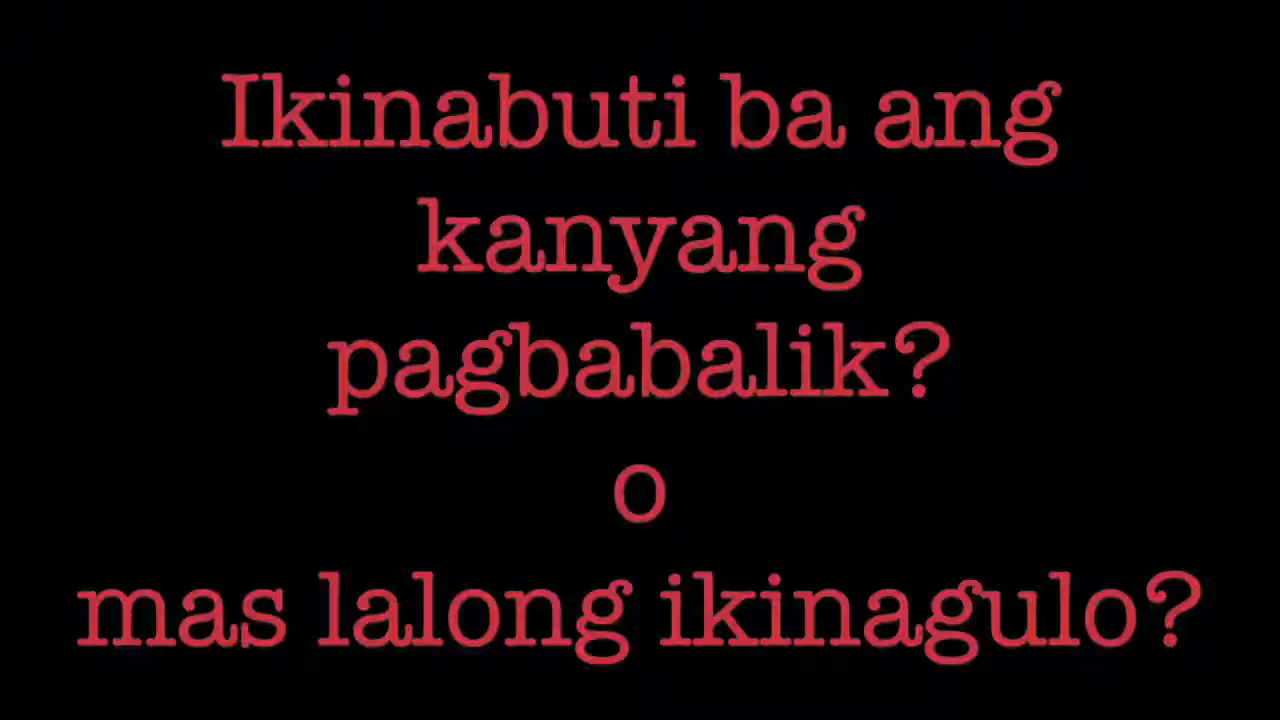 Ikinabuti ba ang
kanyang
pagbabalik?
o
mas lalong ikinagulo?